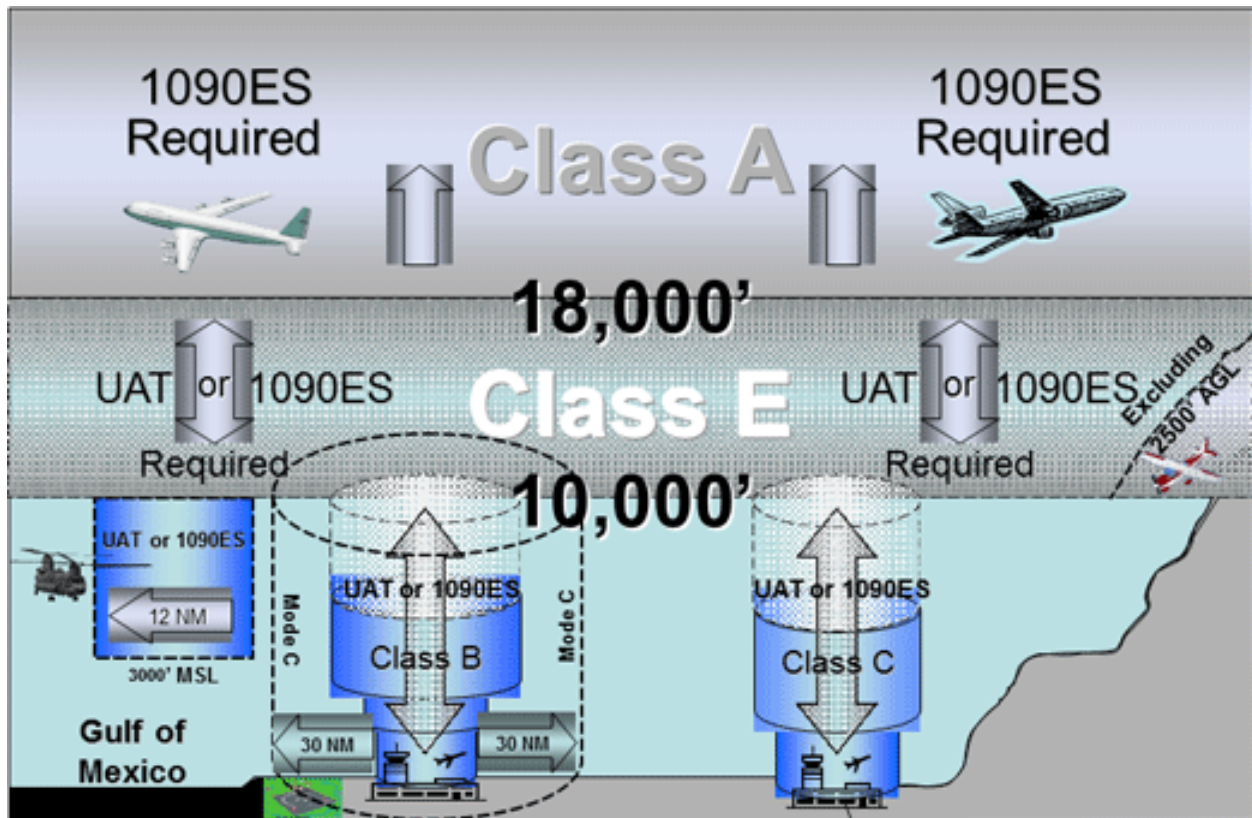 1090ES
Required
1090ES
Required
Class A
18,000’
UAT or 1090ES
Required
Class E
UAT or 1090ES
Required
Excluding
2500’ AGL
10,000’
UAT or 1090ES
12 NM
3000’ MSL
Gulf of
Mexico
Mode C
UAT or 1090ES
Class B
Mode C
30 NM
30 NM
UAT or 1090ES
Class C